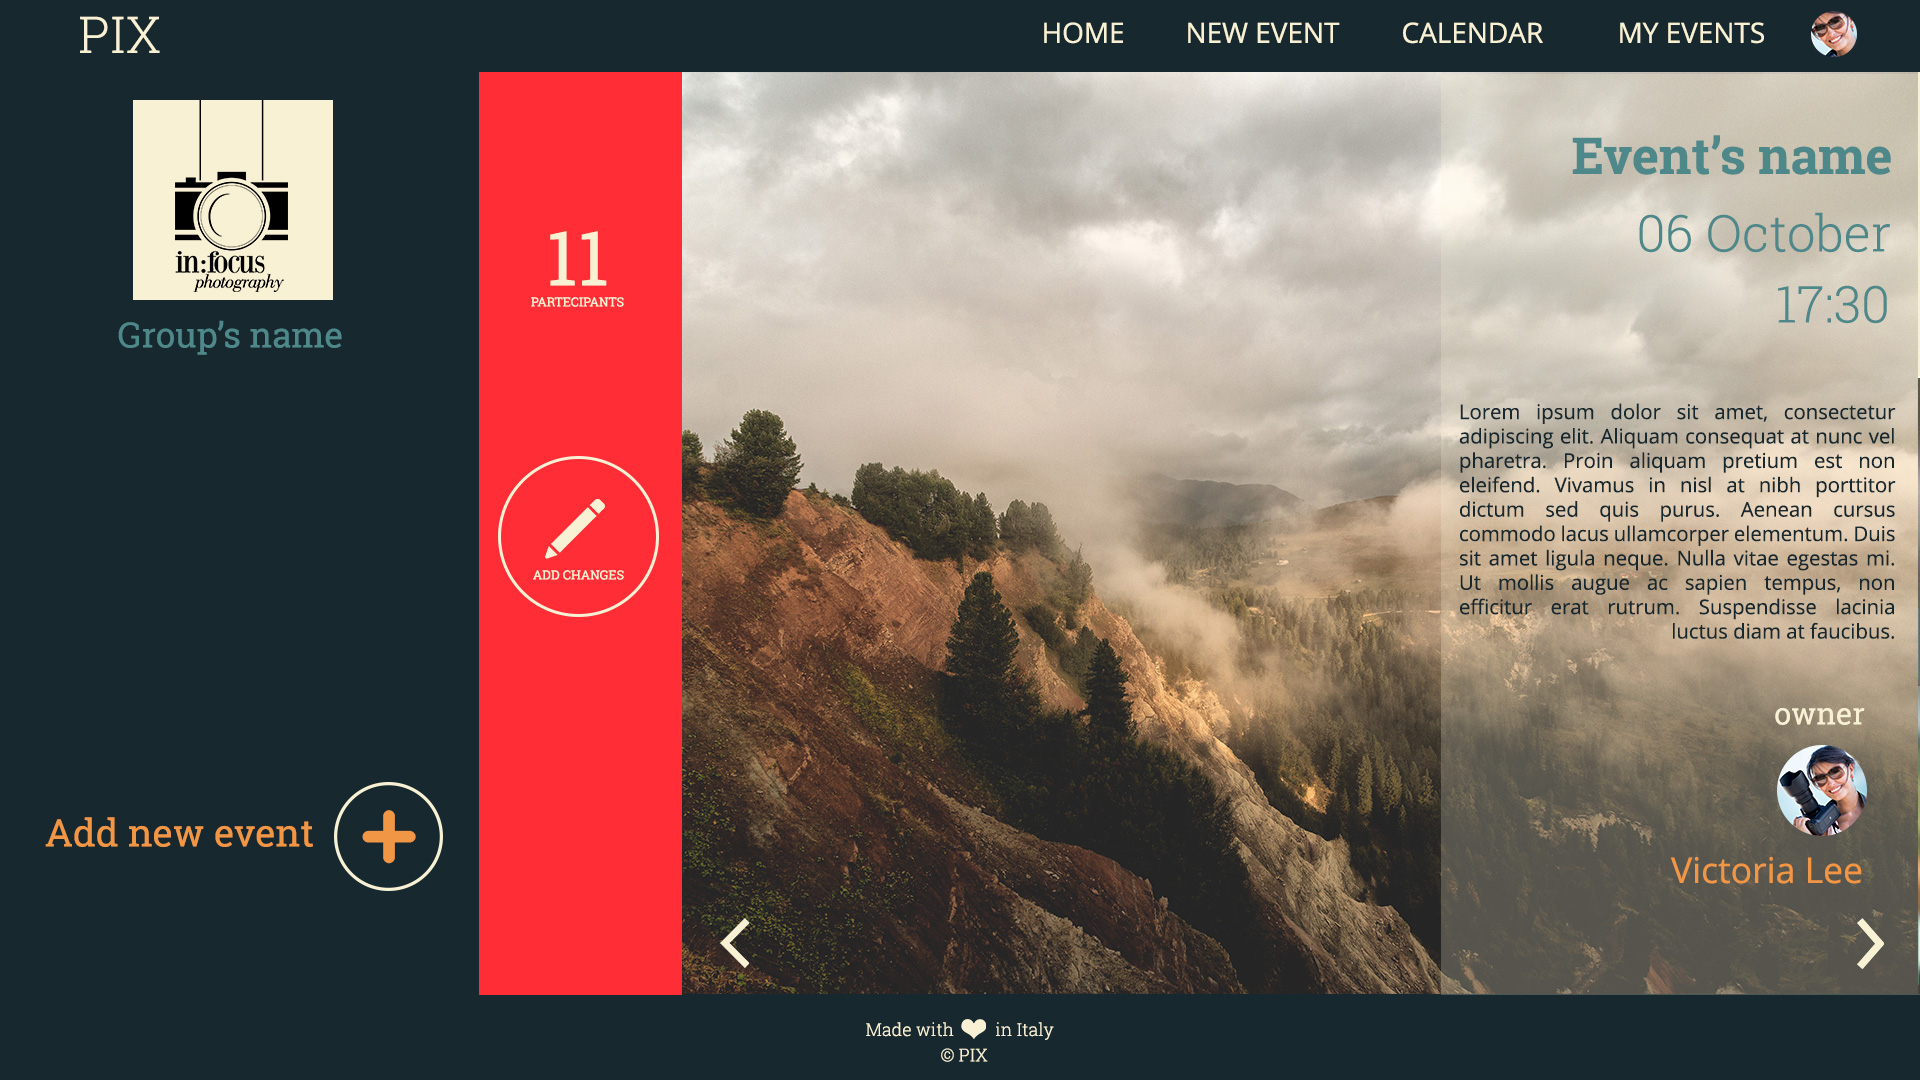 PIX
HOME NEW EVENT CALENDAR MY EVENTS
in:focus
photography
Group's name
Add new event
11
PARTECIPANTS
ADD CHANGES
Event’s name
06 October
17:30
Lorem ipsum dolor sit amet, consectetur
adipiscing elit. Aliquam consequat at nunc vel
pharetra. Proin aliquam pretium est non
eleifend. Vivamus in nisl at nibh porttitor
dictum sed quis purus. Aenean cursus
commodo lacus ullamcorper elementum. Duis
sit amet ligula neque. Nulla vitae egestas mi.
Ut mollis augue ac sapien tempus, non
efficitur erat rutrum. Suspendisse lacinia
luctus diam at faucibus.
owner
Victoria Lee
Made with ❤ in Italy
© PIX